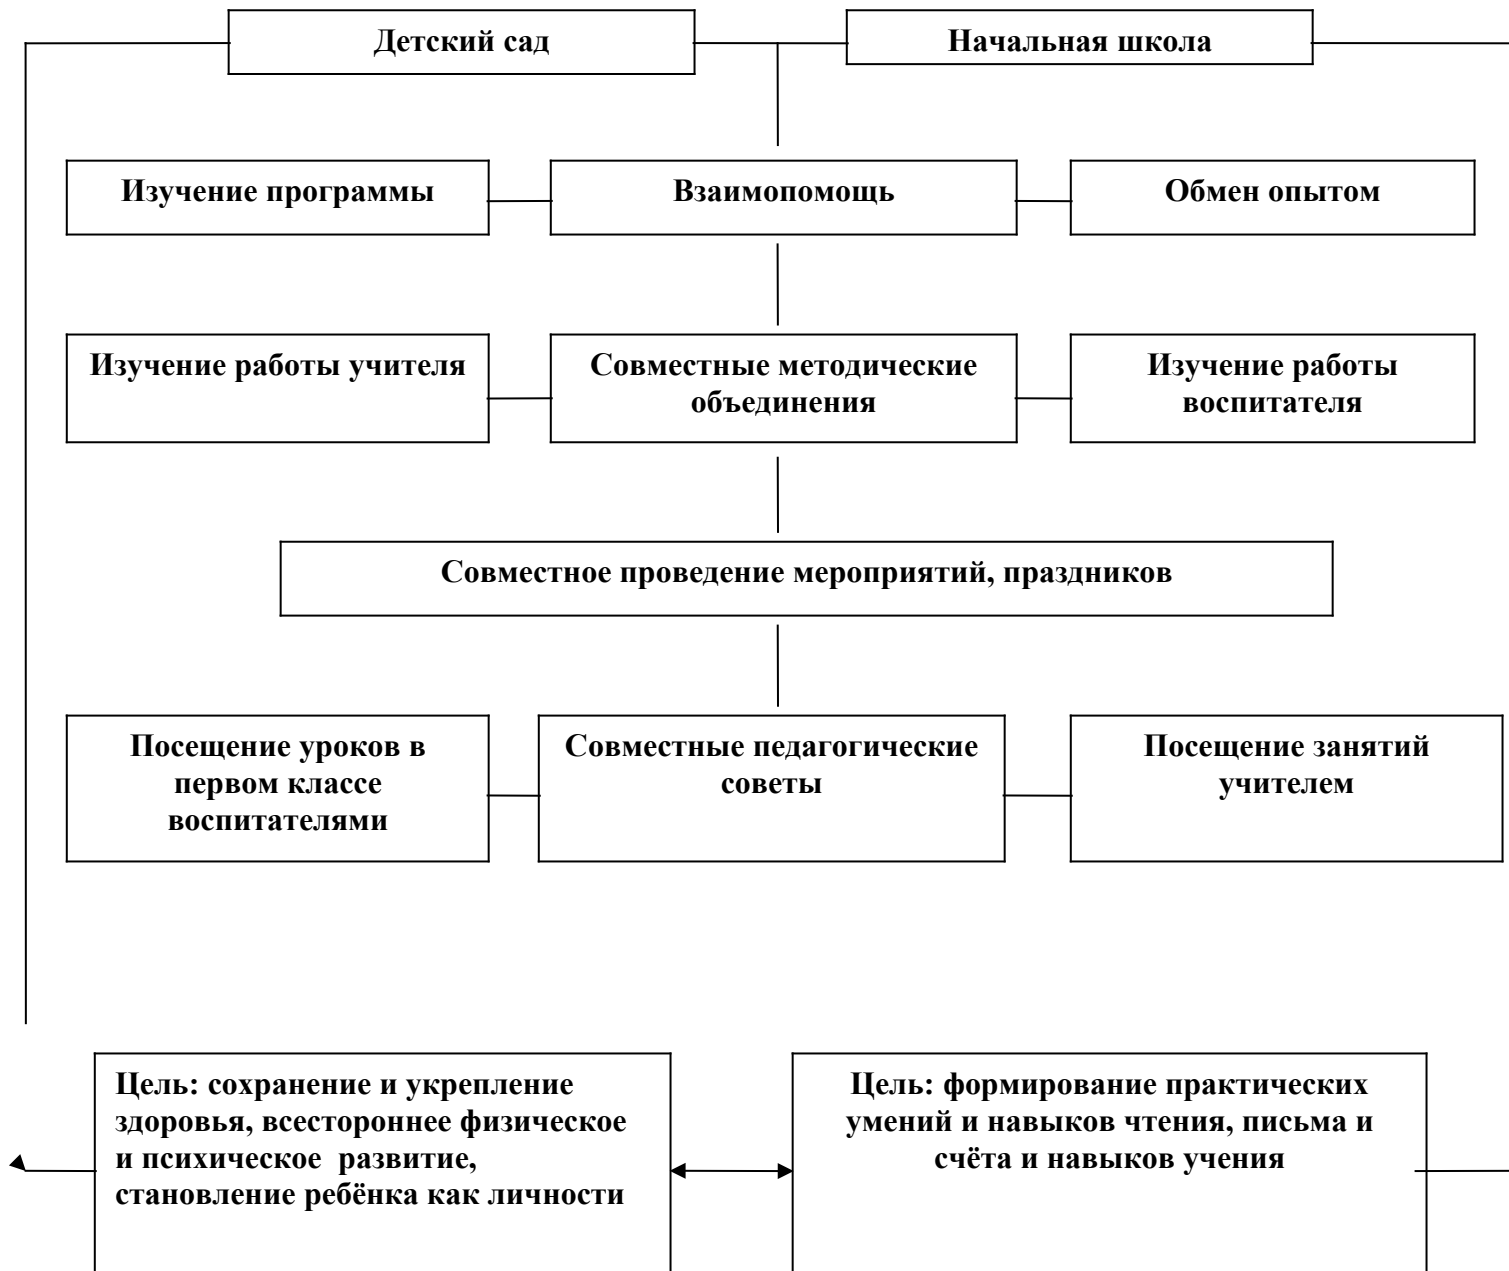 Детский сад
Начальная школа
Изучение программы
Взаимопомощь
Обмен опытом
Изучение работы учителя
Совместные методические
объединения
Изучение работы
воспитателя
Совместное проведение мероприятий, праздников
Посещение уроков в
первом классе
воспитателями
Совместные педагогические
советы
Посещение занятий
учителем
Цель: сохранение и укрепление
здоровья, всестороннее физическое
и психическое развитие,
становление ребёнка как личности
Цель: формирование практических
умений и навыков чтения, письма и
счёта и навыков учения